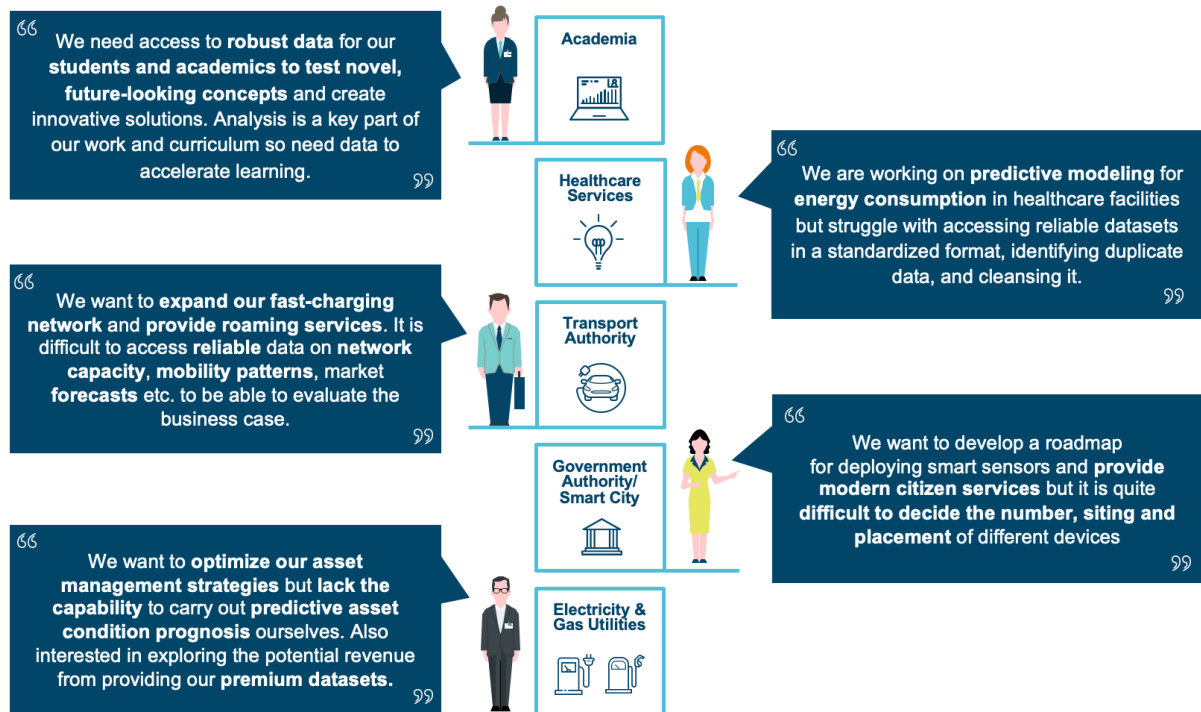 “
We need access to robust data for our
students and academics to test novel,
future-looking concepts and create
innovative solutions. Analysis is a key part of
our work and curriculum so need data to
accelerate learning.
”
Academia
Healthcare
Services
“
We are working on predictive modeling for
energy consumption in healthcare facilities
but struggle with accessing reliable datasets
in a standardized format, identifying duplicate
data, and cleansing it.
”
“
We want to expand our fast-charging
network and provide roaming services. It is
difficult to access reliable data on network
capacity, mobility patterns, market
forecasts etc. to be able to evaluate the
business case.
”
Transport
Authority
Government
Authority/
Smart City
“
We want to develop a roadmap
for deploying smart sensors and provide
modern citizen services but it is quite
difficult to decide the number, siting and
placement of different devices
”
“
We want to optimize our asset
management strategies but lack the
capability to carry out predictive asset
condition prognosis ourselves. Also
interested in exploring the potential revenue
from providing our premium datasets.
”
Electricity &
Gas Utilities